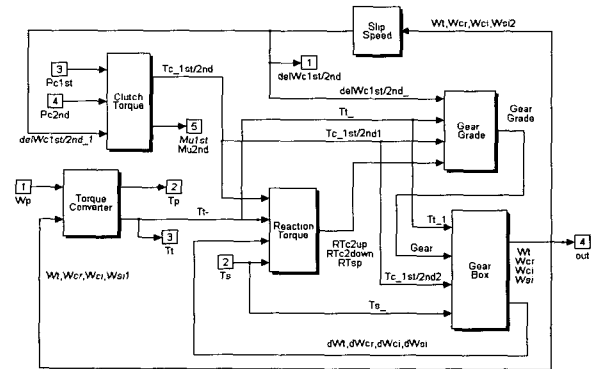 Slip
Speed
Wt,Wcr,Wci,Wsi2
1
delWc1st/2nd
3
Pc1st
4
Pc2nd
delWc1st/2nd_1
Clutch
Torque
Tc_1st/2nd
5
Mu1st
Mu2nd
delWc1st/2nd_
Tt_
Tc_1st/2nd1
Gear
Grade
Gear
Grade
1
Wp
Torque
Converter
2
Tp
Tt-
3
Tt
Wt,Wcr,Wci,Wsi1
Reaction
Torque
2
Ts
RTc2up
RTc2down
RTsp
Tt_1
Gear
Tc_1st/2nd2
Ts_
Gear
Box
Wt
Wcr
Wci
Wsi
4
out
dWt,dWcr,dWci,dWsi